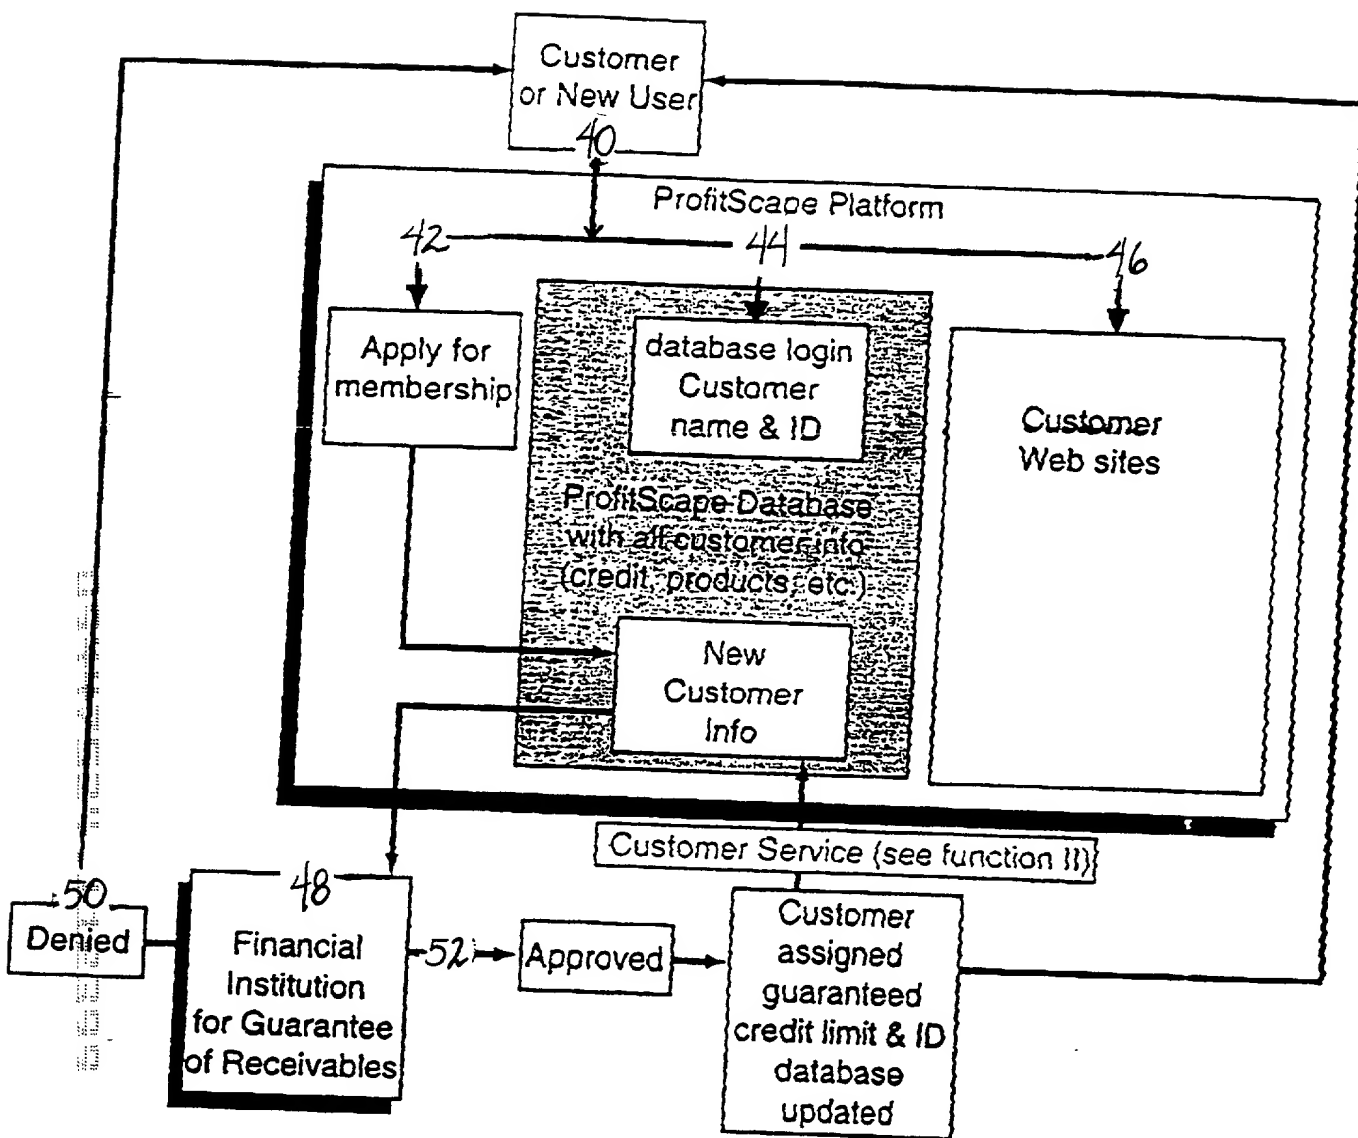 Customer
or New User
40
ProfitScape Platform
42
44
46
Apply for
membership
database login
Customer
name & ID
Customer
Web sites
ProfitScape Database
with all customer info
(credit, products, etc.)
New
Customer
Info
Customer Service (see function II)
50
Denied
48
Financial
Institution
for Guarantee
of Receivables
52
Approved
Customer
assigned
guaranteed
credit limit & ID
database
updated